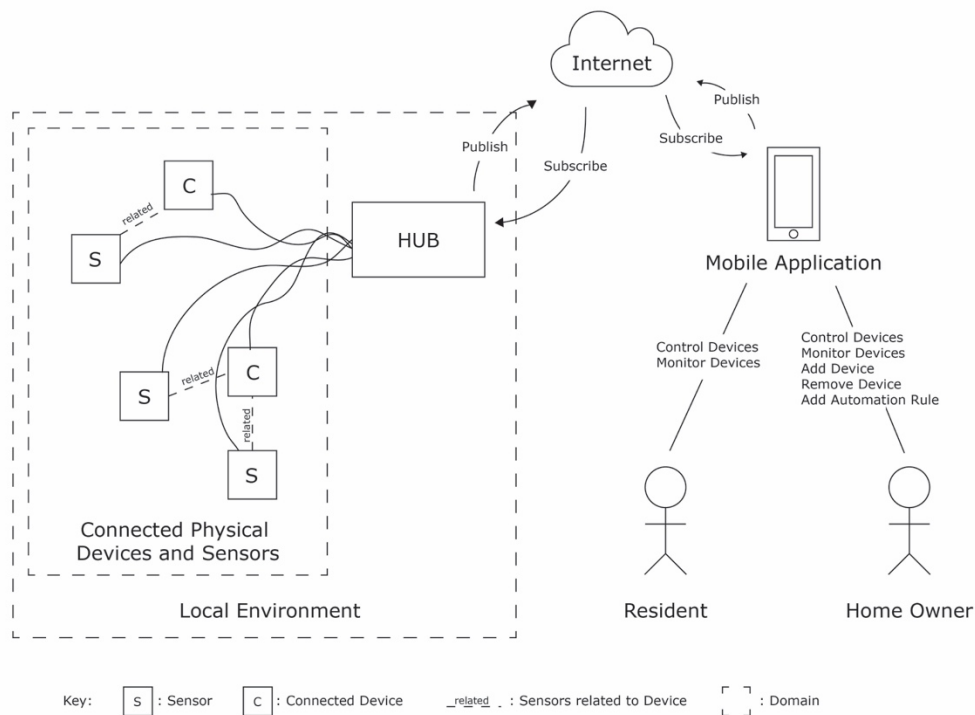 Internet
Publish
Subscribe
Publish
Subscribe
C
related
S
HUB
Mobile Application
S
related
C
related
S
Connected Physical
Devices and Sensors
Local Environment
Control Devices
Monitor Devices
Control Devices
Monitor Devices
Add Device
Remove Device
Add Automation Rule
Resident
Home Owner
Key:
S : Sensor
C : Connected Device
related : Sensors related to Device
: Domain